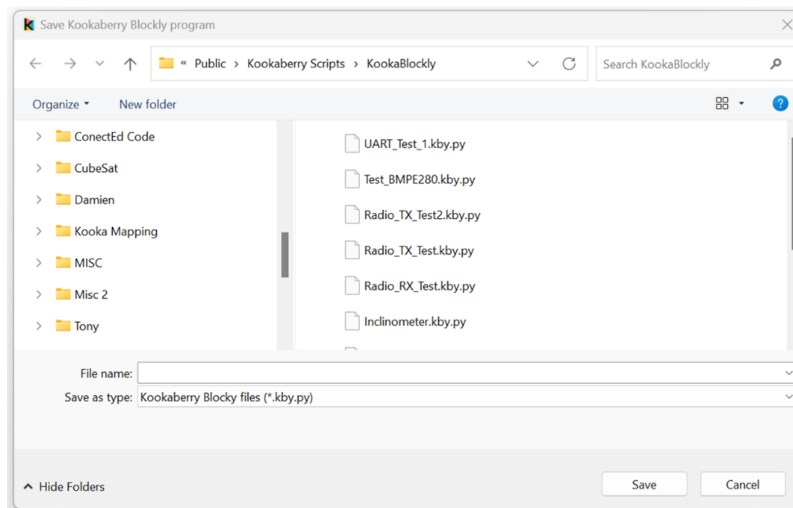 Save Kookaberry Blockly program
« Public > Kookaberry Scripts > KookaBlockly
Search KookaBlockly
Organize
New folder
?
ConectEd Code
CubeSat
Damien
Kooka Mapping
MISC
Misc 2
Tony
UART_Test_1.kby.py
Test_BMPE280.kby.py
Radio_TX_Test2.kby.py
Radio_TX_Test.kby.py
Radio_RX_Test.kby.py
Inclinometer.kby.py
File name:
Save as type: Kookaberry Blocky files (*.kby.py)
Hide Folders
Save
Cancel